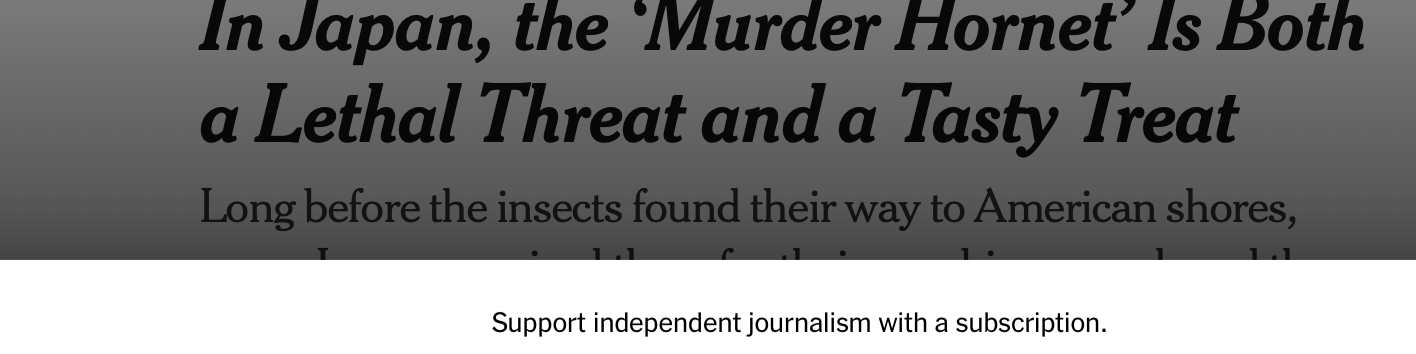 In Japan, the ‘Murder Hornet’ Is Both
a Lethal Threat and a Tasty Treat
Long before the insects found their way to American shores,
Support independent journalism with a subscription.